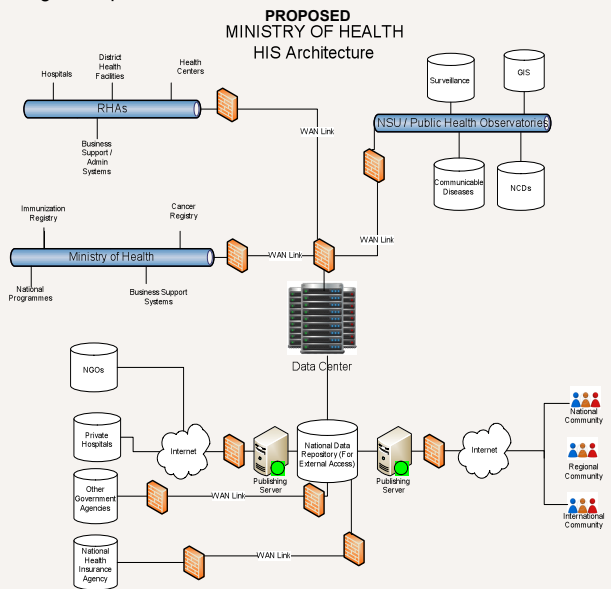 PROPOSED
MINISTRY OF HEALTH
HIS Architecture
Hospitals
District
Health
Facilities
Health
Centers
RHAs
Business
Support /
Admin
Systems
WAN Link
Surveillance
GIS
NSU / Public Health Observatories
Communicable
Diseases
NCDs
WAN Link
Immunization
Registry
Cancer
Registry
Ministry of Health
National
Programmes
Business Support
Systems
WAN Link
Data Center
NGOs
Private
Hospitals
Internet
Publishing
Server
National Data
Repository (For
External Access)
Publishing
Server
Internet
National
Community
Regional
Community
International
Community
Other
Government
Agencies
WAN Link
National
Health
Insurance
Agency
WAN Link